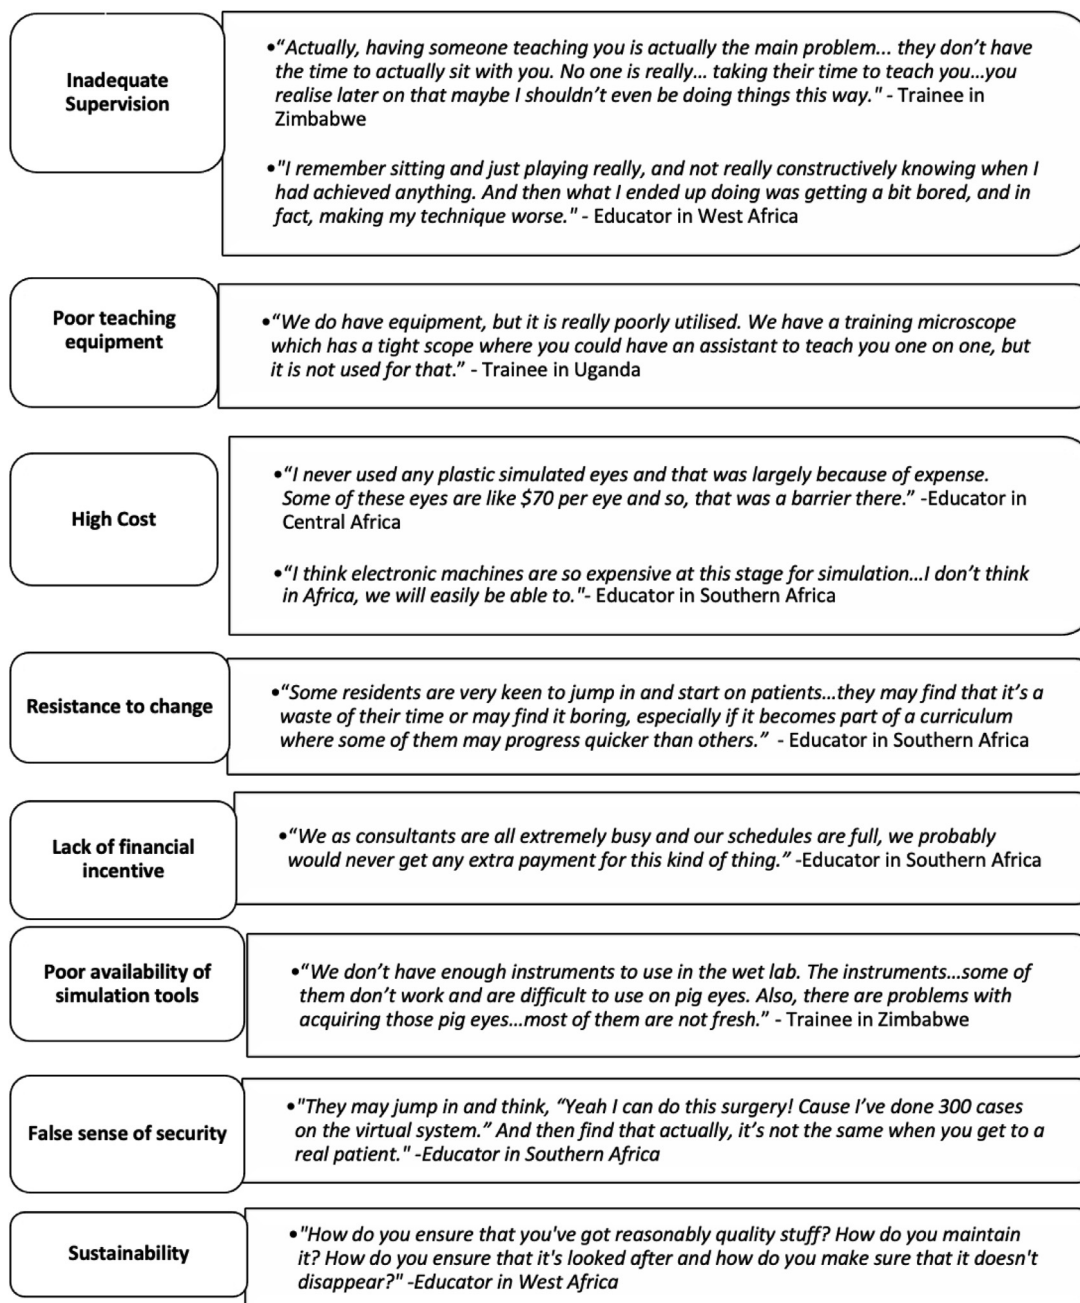 Inadequate
Supervision
•“Actually, having someone teaching you is actually the main problem... they don’t have
the time to actually sit with you. No one is really... taking their time to teach you...you
realise later on that maybe I shouldn’t even be doing things this way." - Trainee in
Zimbabwe
•"I remember sitting and just playing really, and not really constructively knowing when I
had achieved anything. And then what I ended up doing was getting a bit bored, and in
fact, making my technique worse." - Educator in West Africa
Poor teaching
equipment
•“We do have equipment, but it is really poorly utilised. We have a training microscope
which has a tight scope where you could have an assistant to teach you one on one, but
it is not used for that.” - Trainee in Uganda
High Cost
•“I never used any plastic simulated eyes and that was largely because of expense.
Some of these eyes are like $70 per eye and so, that was a barrier there.” -Educator in
Central Africa
•“I think electronic machines are so expensive at this stage for simulation...I don’t think
in Africa, we will easily be able to."- Educator in Southern Africa
Resistance to change
•“Some residents are very keen to jump in and start on patients...they may find that it’s a
waste of their time or may find it boring, especially if it becomes part of a curriculum
where some of them may progress quicker than others.” - Educator in Southern Africa
Lack of financial
incentive
•“We as consultants are all extremely busy and our schedules are full, we probably
would never get any extra payment for this kind of thing.” -Educator in Southern Africa
Poor availability of
simulation tools
•“We don’t have enough instruments to use in the wet lab. The instruments...some of
them don’t work and are difficult to use on pig eyes. Also, there are problems with
acquiring those pig eyes...most of them are not fresh.” - Trainee in Zimbabwe
False sense of security
•"They may jump in and think, “Yeah I can do this surgery! Cause I’ve done 300 cases
on the virtual system.” And then find that actually, it’s not the same when you get to a
real patient." -Educator in Southern Africa
Sustainability
•"How do you ensure that you've got reasonably quality stuff? How do you maintain
it? How do you ensure that it's looked after and how do you make sure that it doesn't
disappear?" -Educator in West Africa